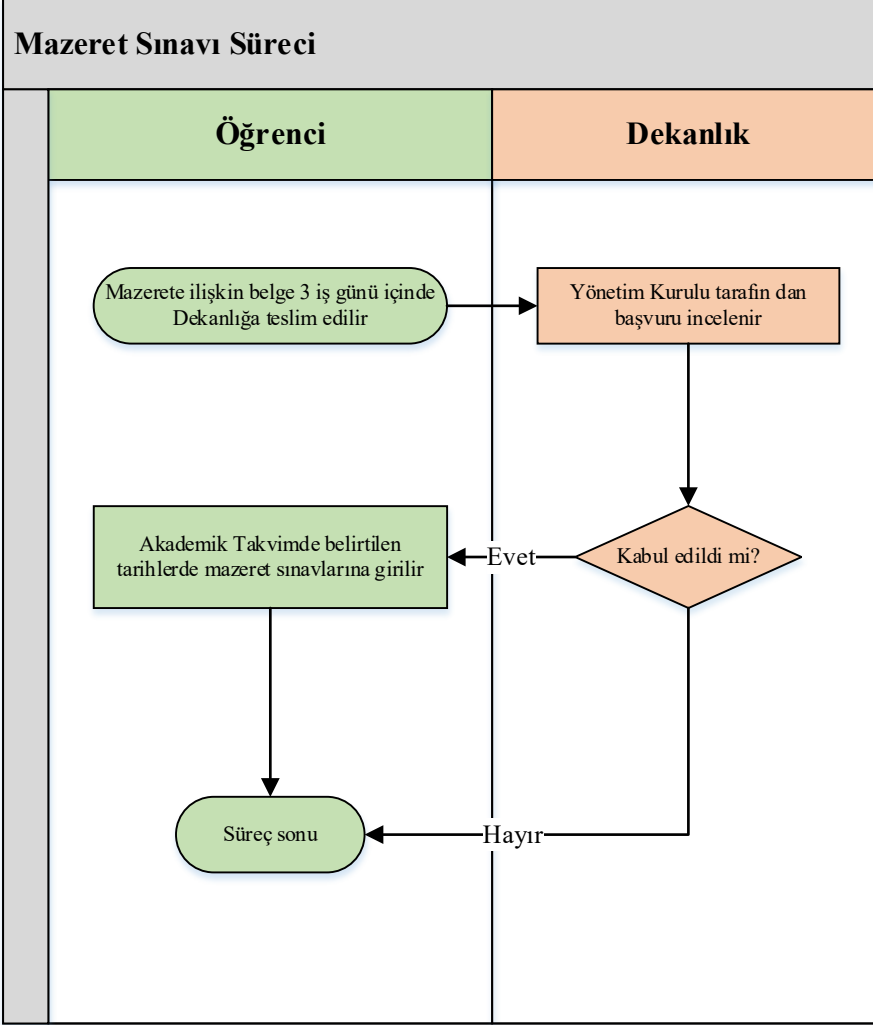 Mazeret Sınavı Süreci
Öğrenci
Dekanlık
Mazerete ilişkin belge 3 iş günü içinde
Dekanlığa teslim edilir
Yönetim Kurulu tarafin dan
başvuru incelenir
Akademik Takvimde belirtilen
tarihlerde mazeret sınavlarına girilir
Evet
Kabul edildi mi?
Süreç sonu
Hayır